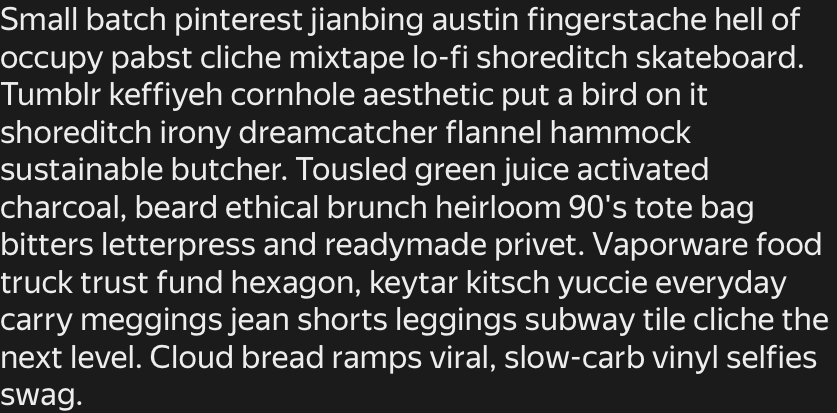 Small batch pinterest jianbing austin fingerstache hell of
occupy pabst cliche mixtape lo-fi shoreditch skateboard.
Tumblr keffiyeh cornhole aesthetic put a bird on it
shoreditch irony dreamcatcher flannel hammock
sustainable butcher. Tousled green juice activated
charcoal, beard ethical brunch heirloom 90's tote bag
bitters letterpress and readymade privet. Vaporware food
truck trust fund hexagon, keytar kitsch yuccie everyday
carry meggings jean shorts leggings subway tile cliche the
next level. Cloud bread ramps viral, slow-carb vinyl selfies
swag.